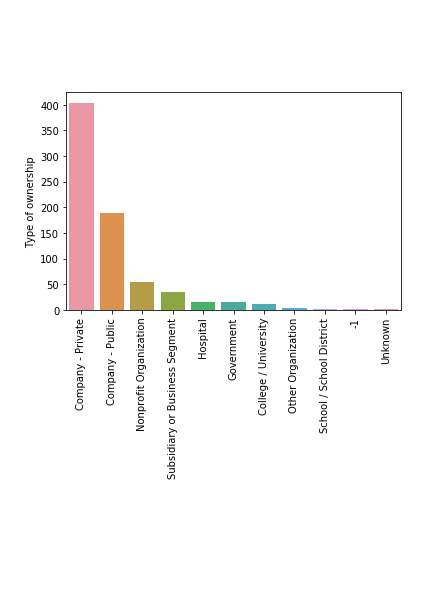 400
350
300
250
200
150
100
50
0
Type of ownership
Company - Private
Company - Public
Nonprofit Organization
Subsidiary or Business Segment
Hospital
Government
College / University
Other Organization
School / School District
-1
Unknown